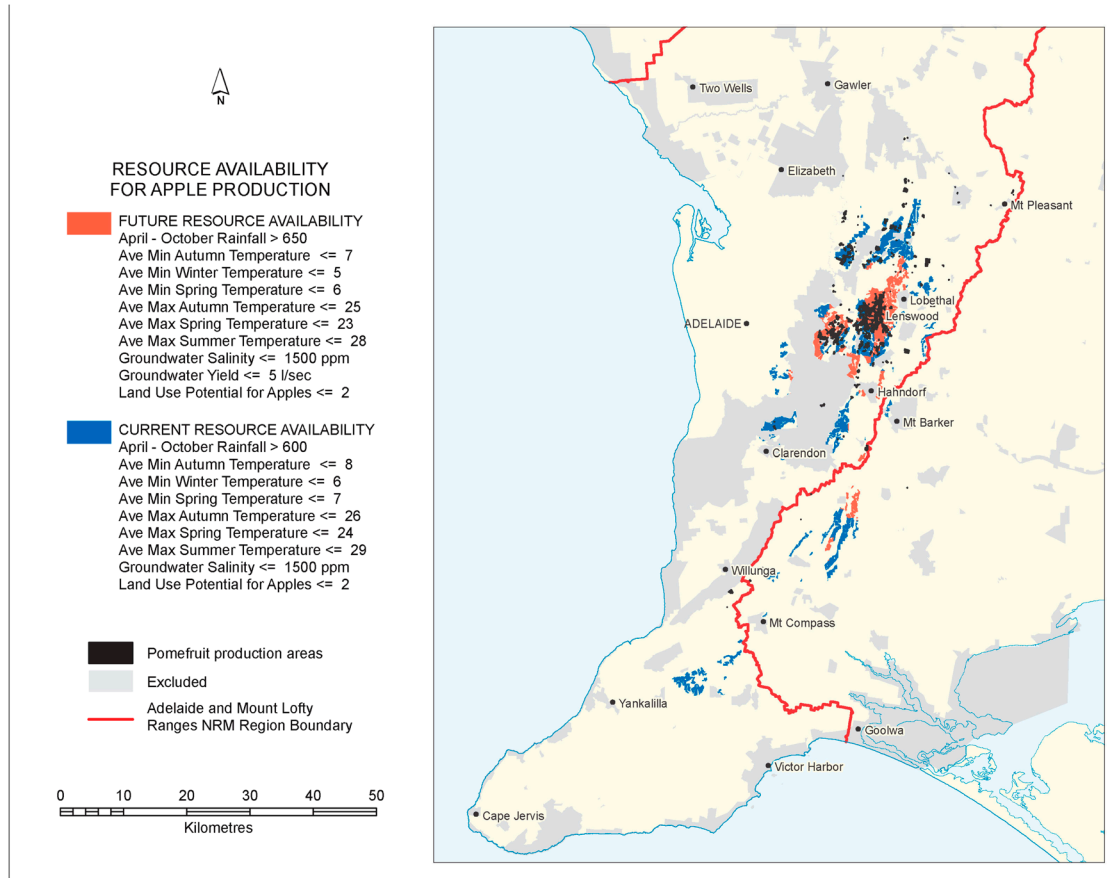 N
RESOURCE AVAILABILITY
FOR APPLE PRODUCTION
FUTURE RESOURCE AVAILABILITY
April - October Rainfall > 650
Ave Min Autumn Temperature <= 7
Ave Min Winter Temperature <= 5
Ave Min Spring Temperature <= 6
Ave Max Autumn Temperature <= 25
Ave Max Spring Temperature <= 23
Ave Max Summer Temperature <= 28
Groundwater Salinity <= 1500 ppm
Groundwater Yield <= 5 l/sec
Land Use Potential for Apples <= 2
CURRENT RESOURCE AVAILABILITY
April - October Rainfall > 600
Ave Min Autumn Temperature <= 8
Ave Min Winter Temperature <= 6
Ave Min Spring Temperature <= 7
Ave Max Autumn Temperature <= 26
Ave Max Spring Temperature <= 24
Ave Max Summer Temperature <= 29
Groundwater Salinity <= 1500 ppm
Land Use Potential for Apples <= 2
Pomefruit production areas
Excluded
Adelaide and Mount Lofty
Ranges NRM Region Boundary
0 10 20 30 40 50
Kilometres
Two Wells
Gawler
Elizabeth
Mt Pleasant
Lobethal
Lenswood
ADELAIDE
Hahndorf
Mt Barker
Clarendon
Willunga
Mt Compass
Yankalilla
Goolwa
Victor Harbor
Cape Jervis